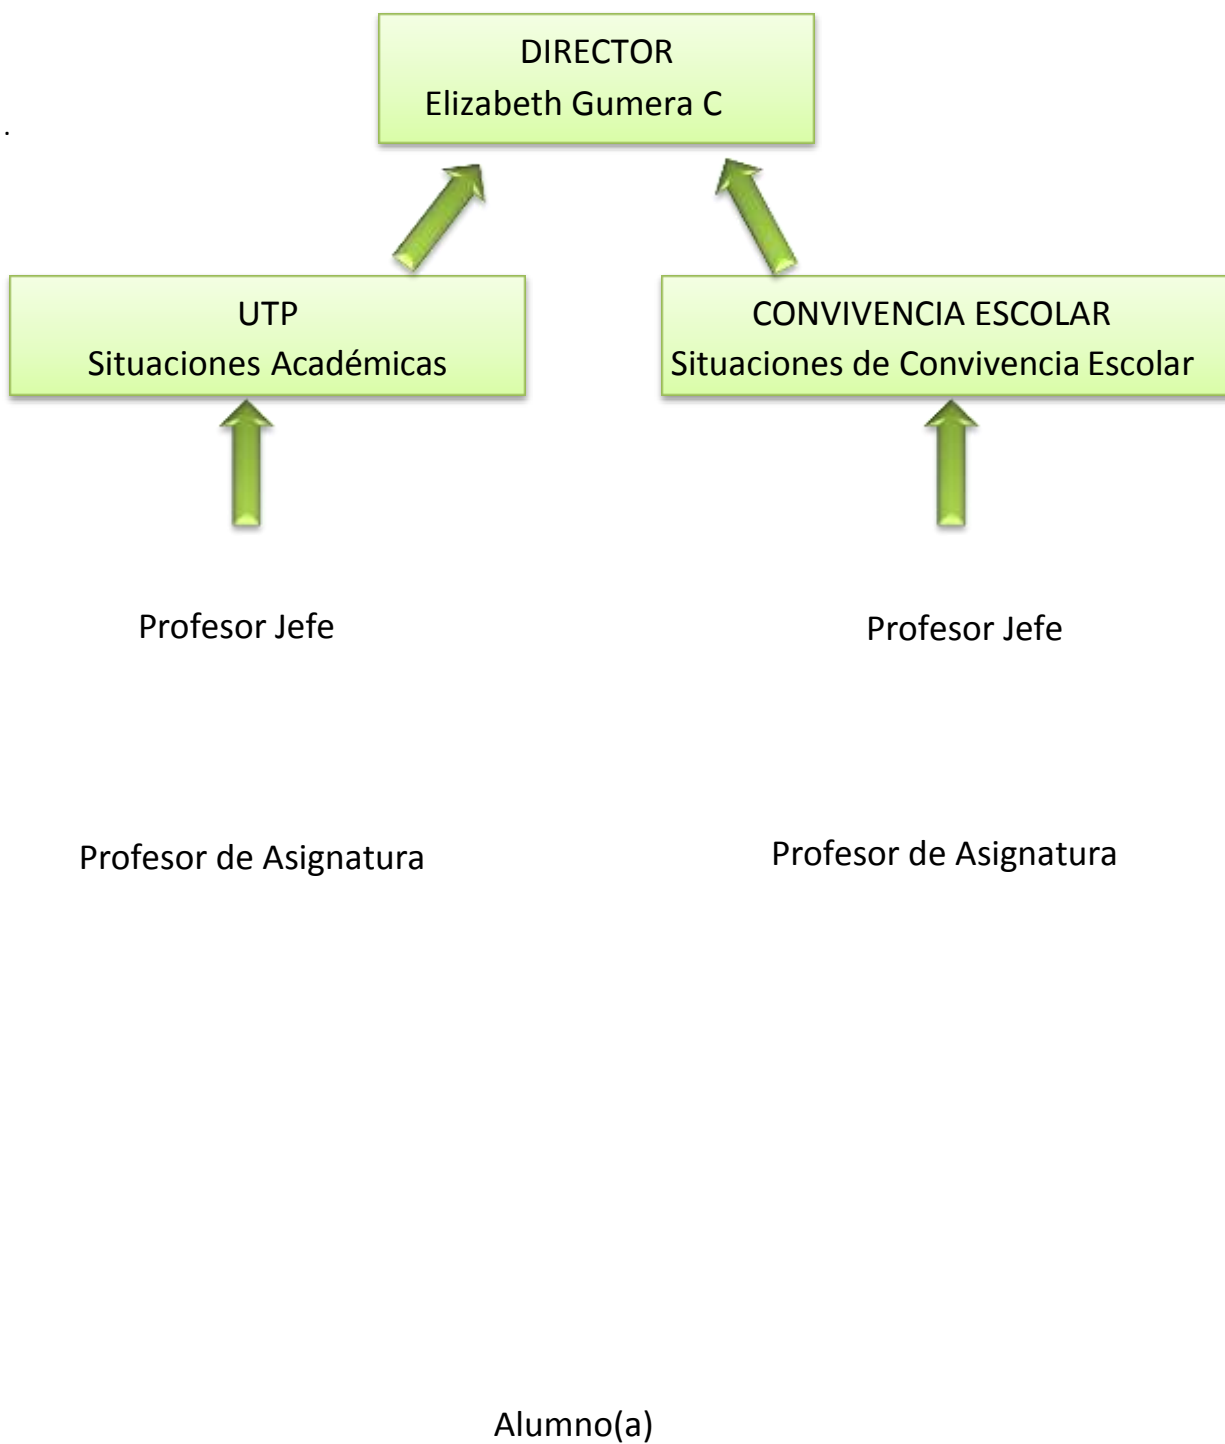 DIRECTOR
Elizabeth Gumera C
.
UTP
Situaciones Académicas
CONVIVENCIA ESCOLAR
Situaciones de Convivencia Escolar
Profesor Jefe
Profesor Jefe
Profesor de Asignatura
Profesor de Asignatura
Alumno(a)